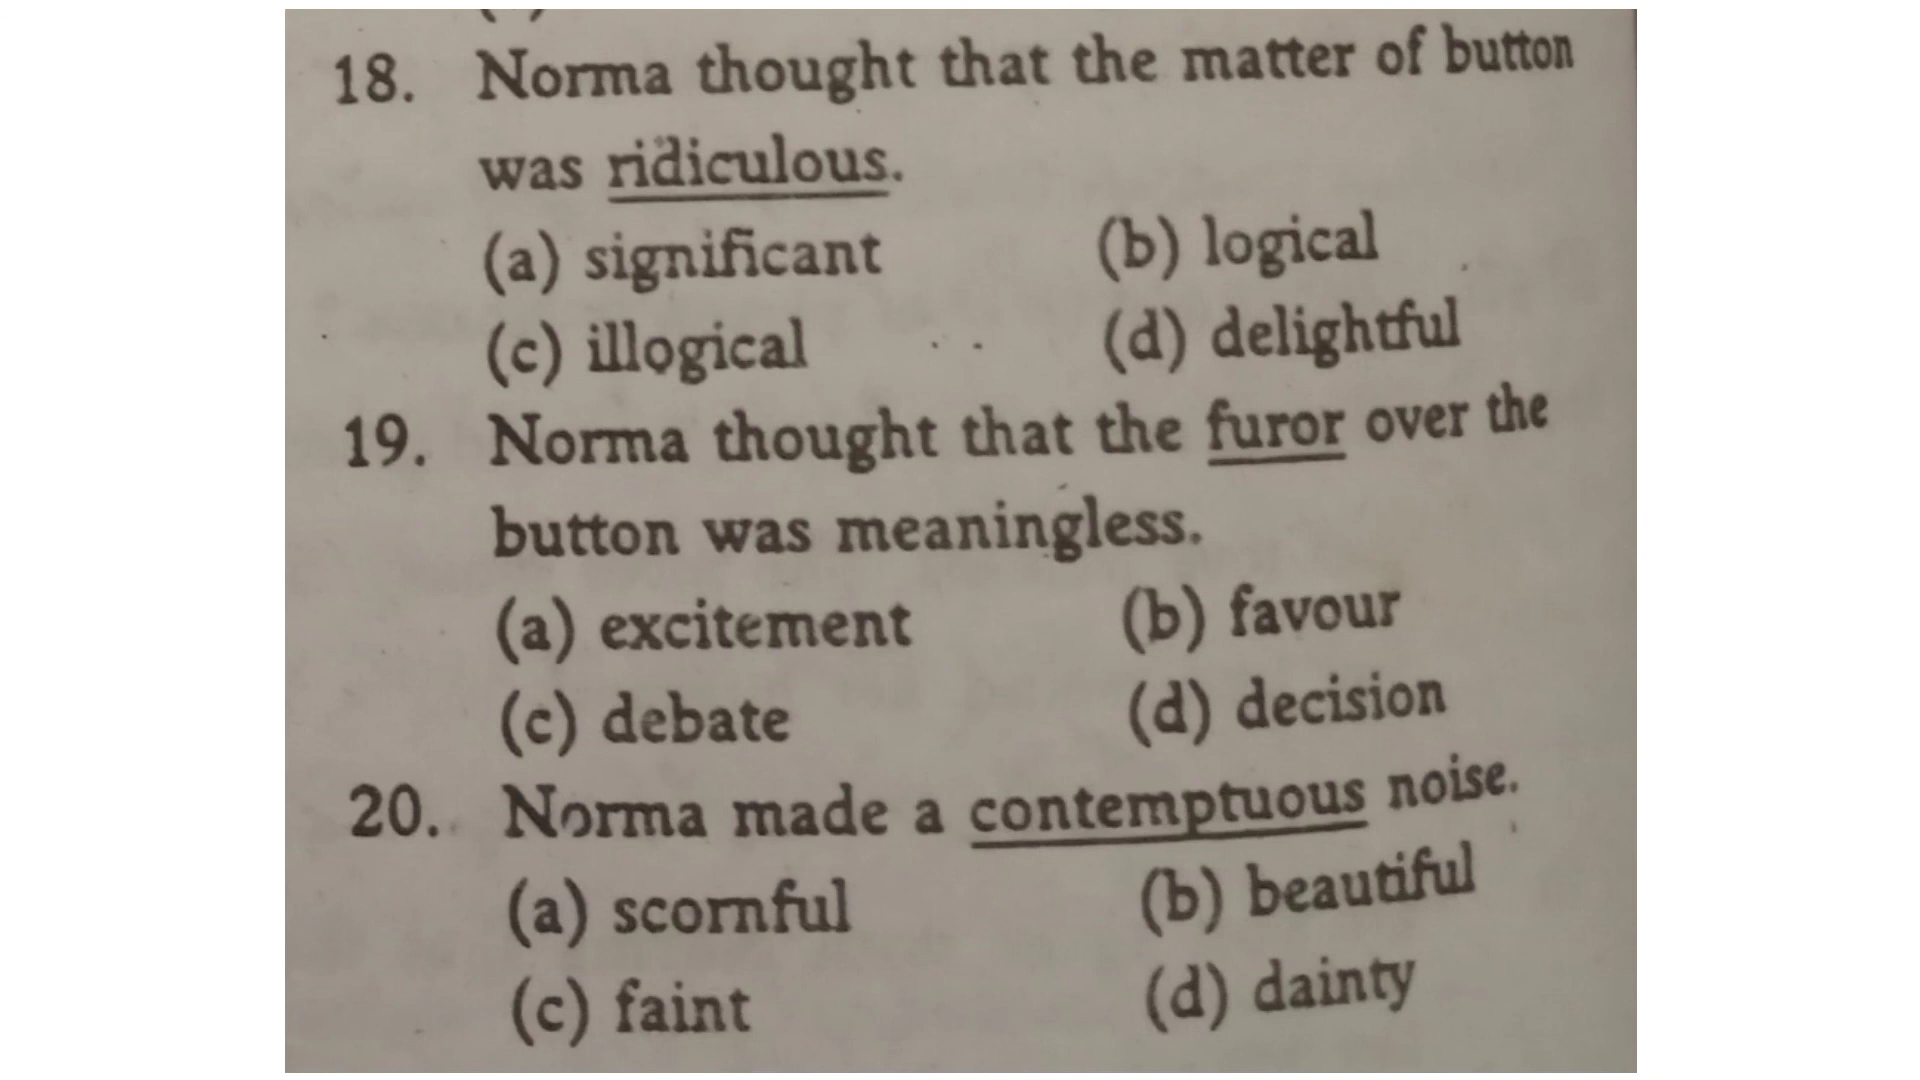 18. Norma thought that the matter of button
was ridiculous.
(a) significant (b) logical
(c) illogical (d) delightful
19. Norma thought that the furor over the
button was meaningless.
(a) excitement (b) favour
(c) debate (d) decision
20. Norma made a contemptuous noise.
(a) scornful (b) beautiful
(c) faint (d) dainty